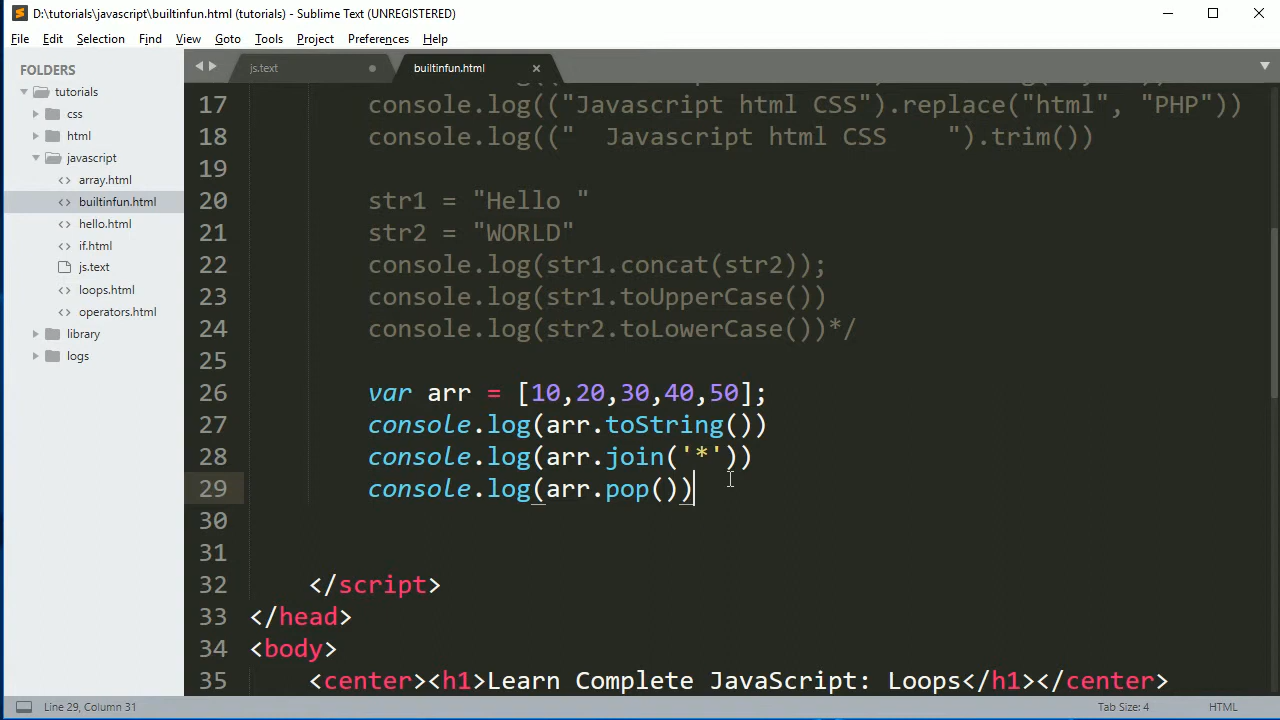 D:\tutorials\javascript\builtinfun.html (tutorials) - Sublime Text (UNREGISTERED)
File Edit Selection Find View Goto Tools Project Preferences Help
FOLDERS
tutorials
css
html
javascript
array.html
builtinfun.html
hello.html
if.html
js.text
loops.html
operators.html
library
logs
js.text
builtinfun.html
17 console.log(("Javascript html CSS").replace("html", "PHP"))
18 console.log(("  Javascript html CSS    ").trim())
19
20 str1 = "Hello "
21 str2 = "WORLD"
22 console.log(str1.concat(str2));
23 console.log(str1.toUpperCase())
24 console.log(str2.toLowerCase())*/
25
26 var arr = [10,20,30,40,50];
27 console.log(arr.toString())
28 console.log(arr.join('*'))
29 console.log(arr.pop())
30
31
32 </script>
33 </head>
34 <body>
35 <center><h1>Learn Complete JavaScript: Loops</h1></center>
Line 29, Column 31
Tab Size: 4
HTML